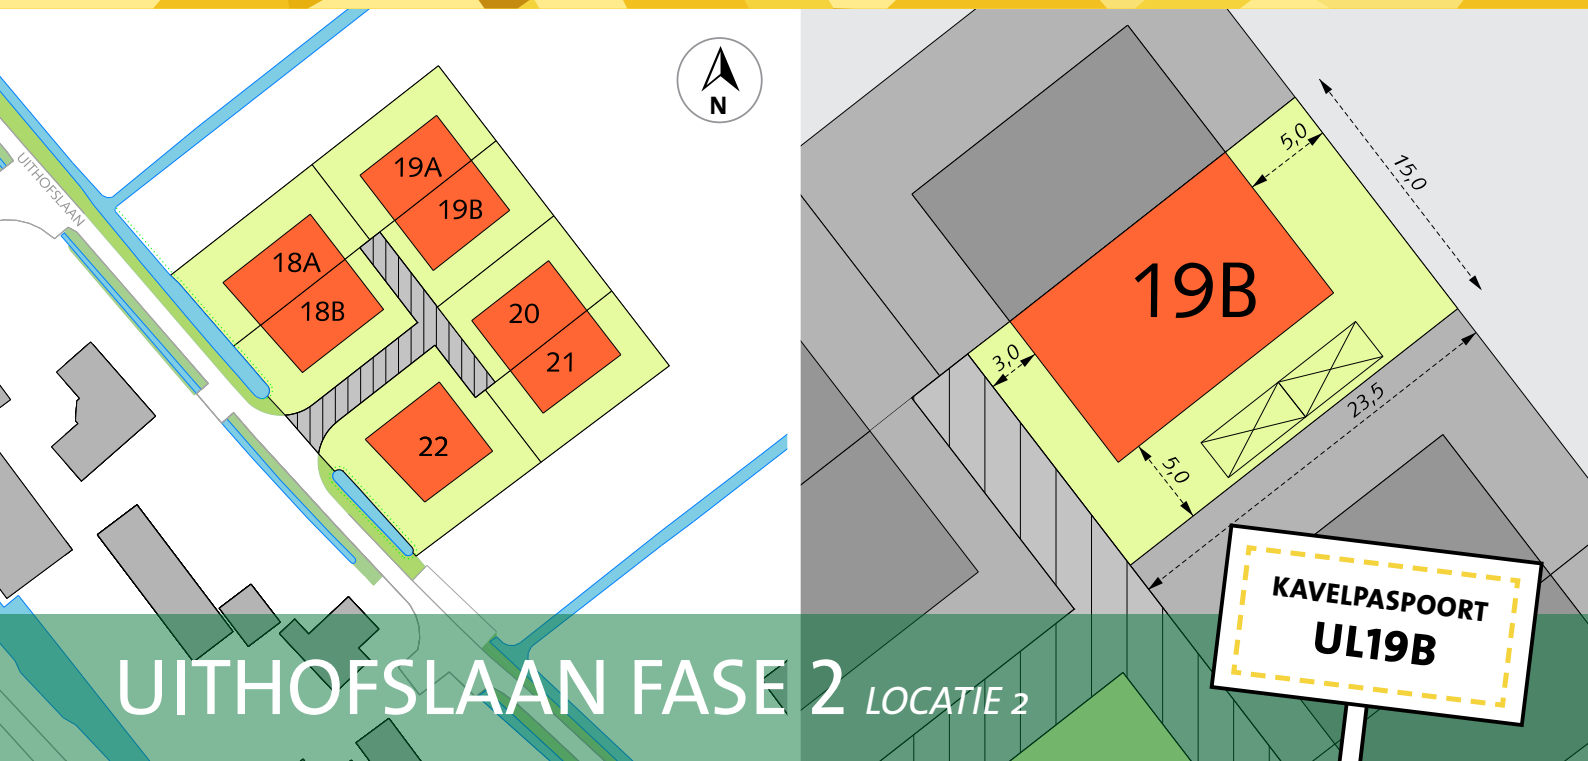 N
UITHOFSLAAN
19A
19B
18A
18B
20
21
22
5,0
15,0
19B
3,0
23,5
5,0
KAVELPASPOORT
UL19B
UITHOFSLAAN FASE 2 LOCATIE 2